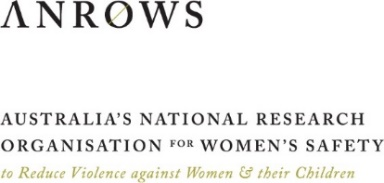 ANROWS
AUSTRALIA'S NATIONAL RESEARCH
ORGANISATION FOR WOMEN'S SAFETY
to Reduce Violence against Women & their Children